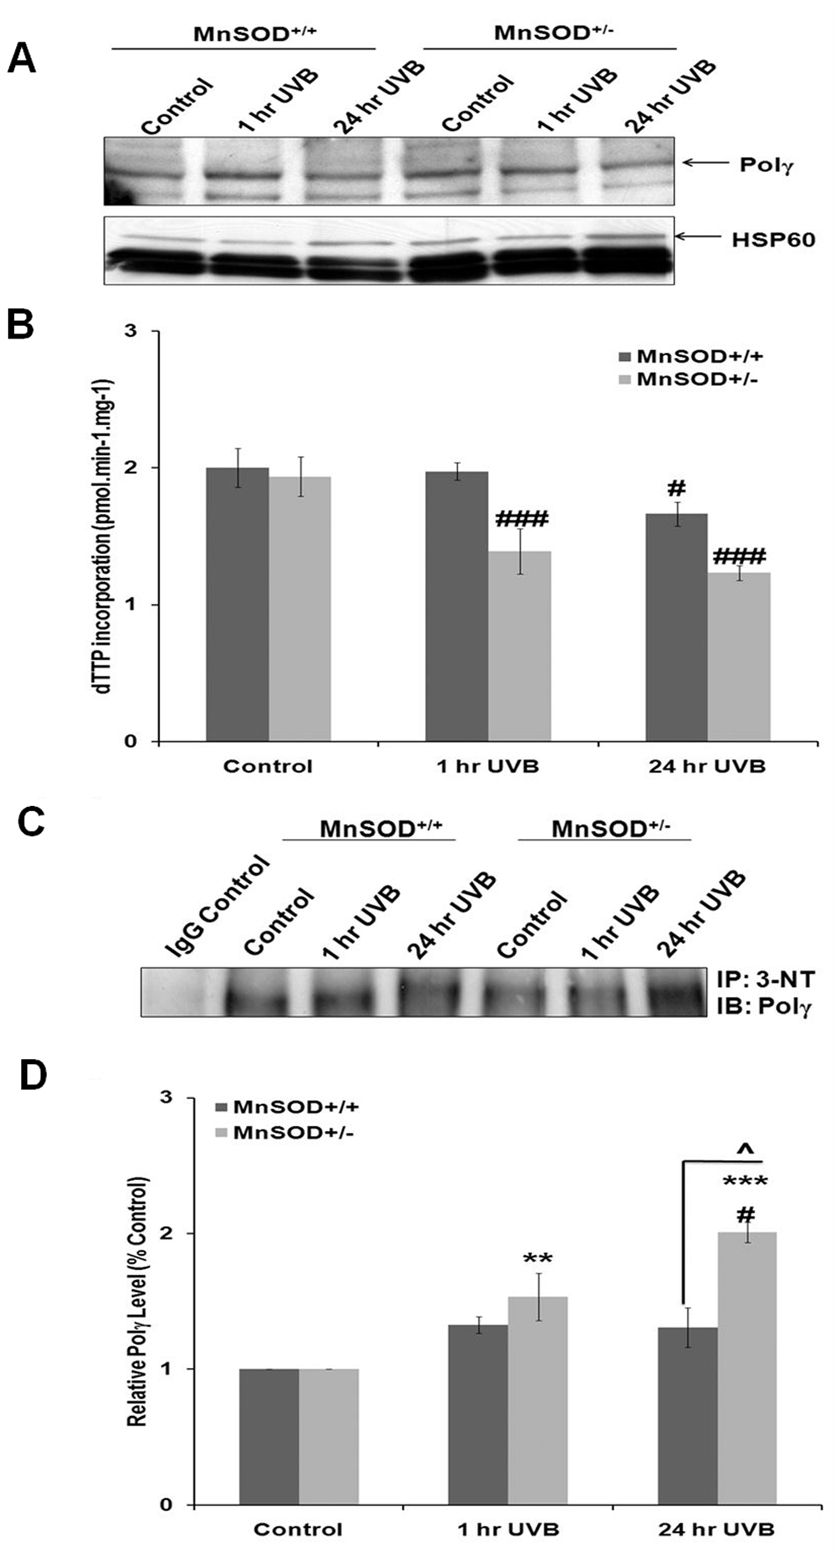 A
MnSOD+/+ MnSOD+/-
Control 1 hr UVB 24 hr UVB Control 1 hr UVB 24 hr UVB
Polγ
HSP60
B
3
2
1
0
dTTP incorporation (pmol.min-1.mg-1)
MnSOD+/+
MnSOD+/-
###
#
###
Control 1 hr UVB 24 hr UVB
C
MnSOD+/+ MnSOD+/-
IgG Control Control 1 hr UVB 24 hr UVB Control 1 hr UVB 24 hr UVB
IP: 3-NT
IB: Polγ
D
3
2
1
0
Relative Polγ Level (% Control)
MnSOD+/+
MnSOD+/-
**
^
***
#
Control 1 hr UVB 24 hr UVB